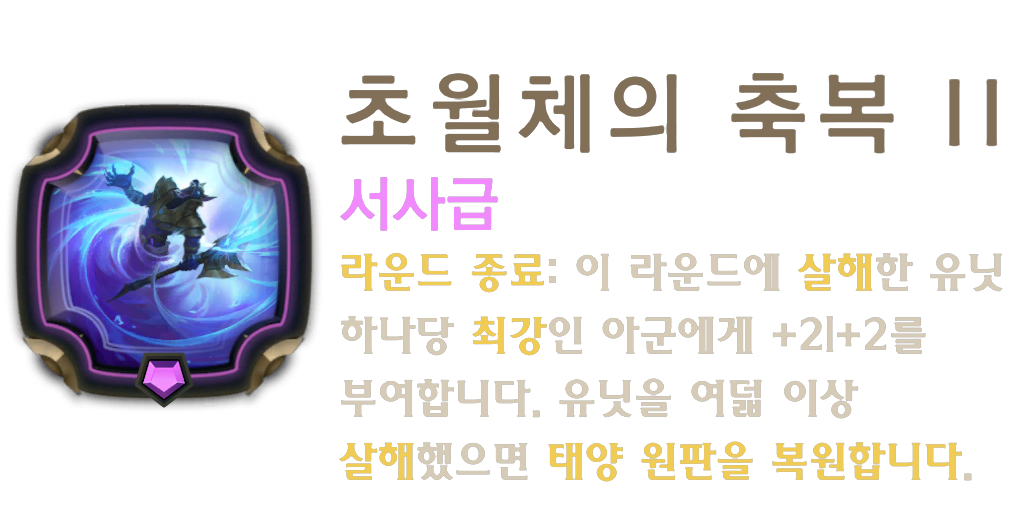 초월체의 축복 II
서사급
라운드 종료: 이 라운드에 살해한 유닛
하나당 최강인 아군에게 +2|+2를
부여합니다. 유닛을 여덟 이상
살해했으면 태양 원판을 복원합니다.